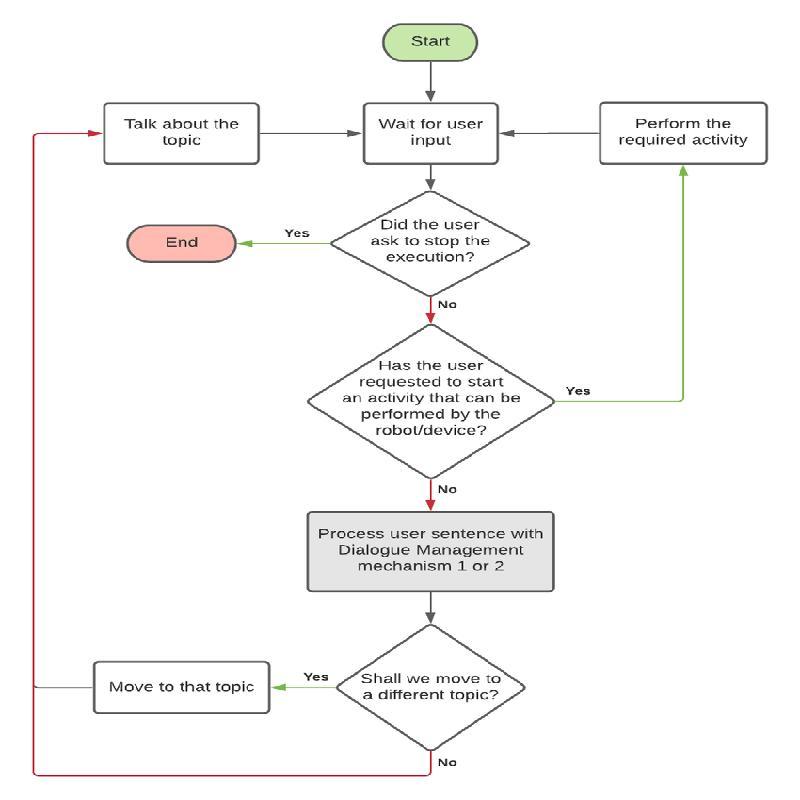 Start
Talk about the
topic
Wait for user
input
Perform the
required activity
Did the user
ask to stop the
execution?
Yes
End
No
Has the user
requested to start
an activity that can be
performed by the
robot/device?
Yes
No
Process user sentence with
Dialogue Management
mechanism 1 or 2
Shall we move to
a different topic?
Yes
Move to that topic
No